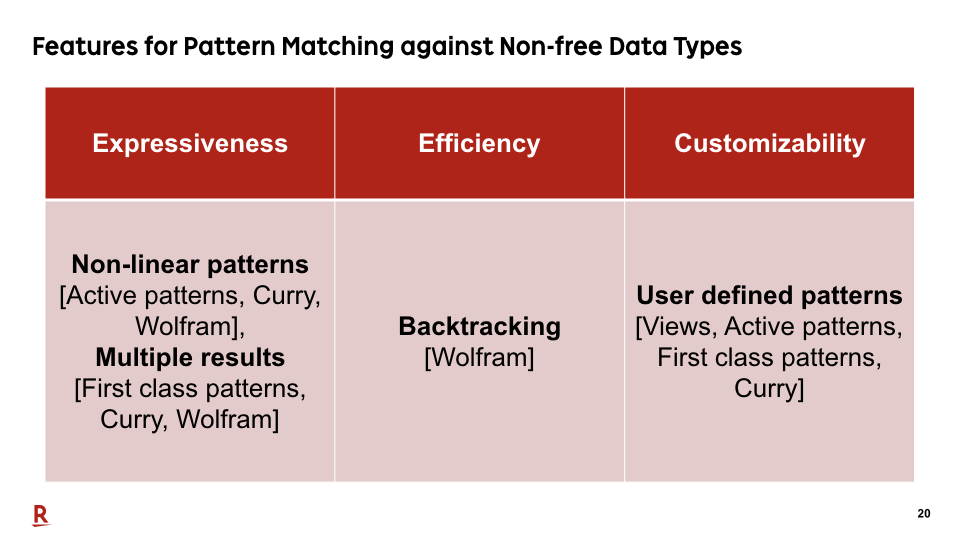 Features for Pattern Matching against Non-free Data Types
Expressiveness
Efficiency
Customizability
Non-linear patterns
[Active patterns, Curry,
Wolfram],
Multiple results
[First class patterns,
Curry, Wolfram]
Backtracking
[Wolfram]
User defined patterns
[Views, Active patterns,
First class patterns,
Curry]
R
20